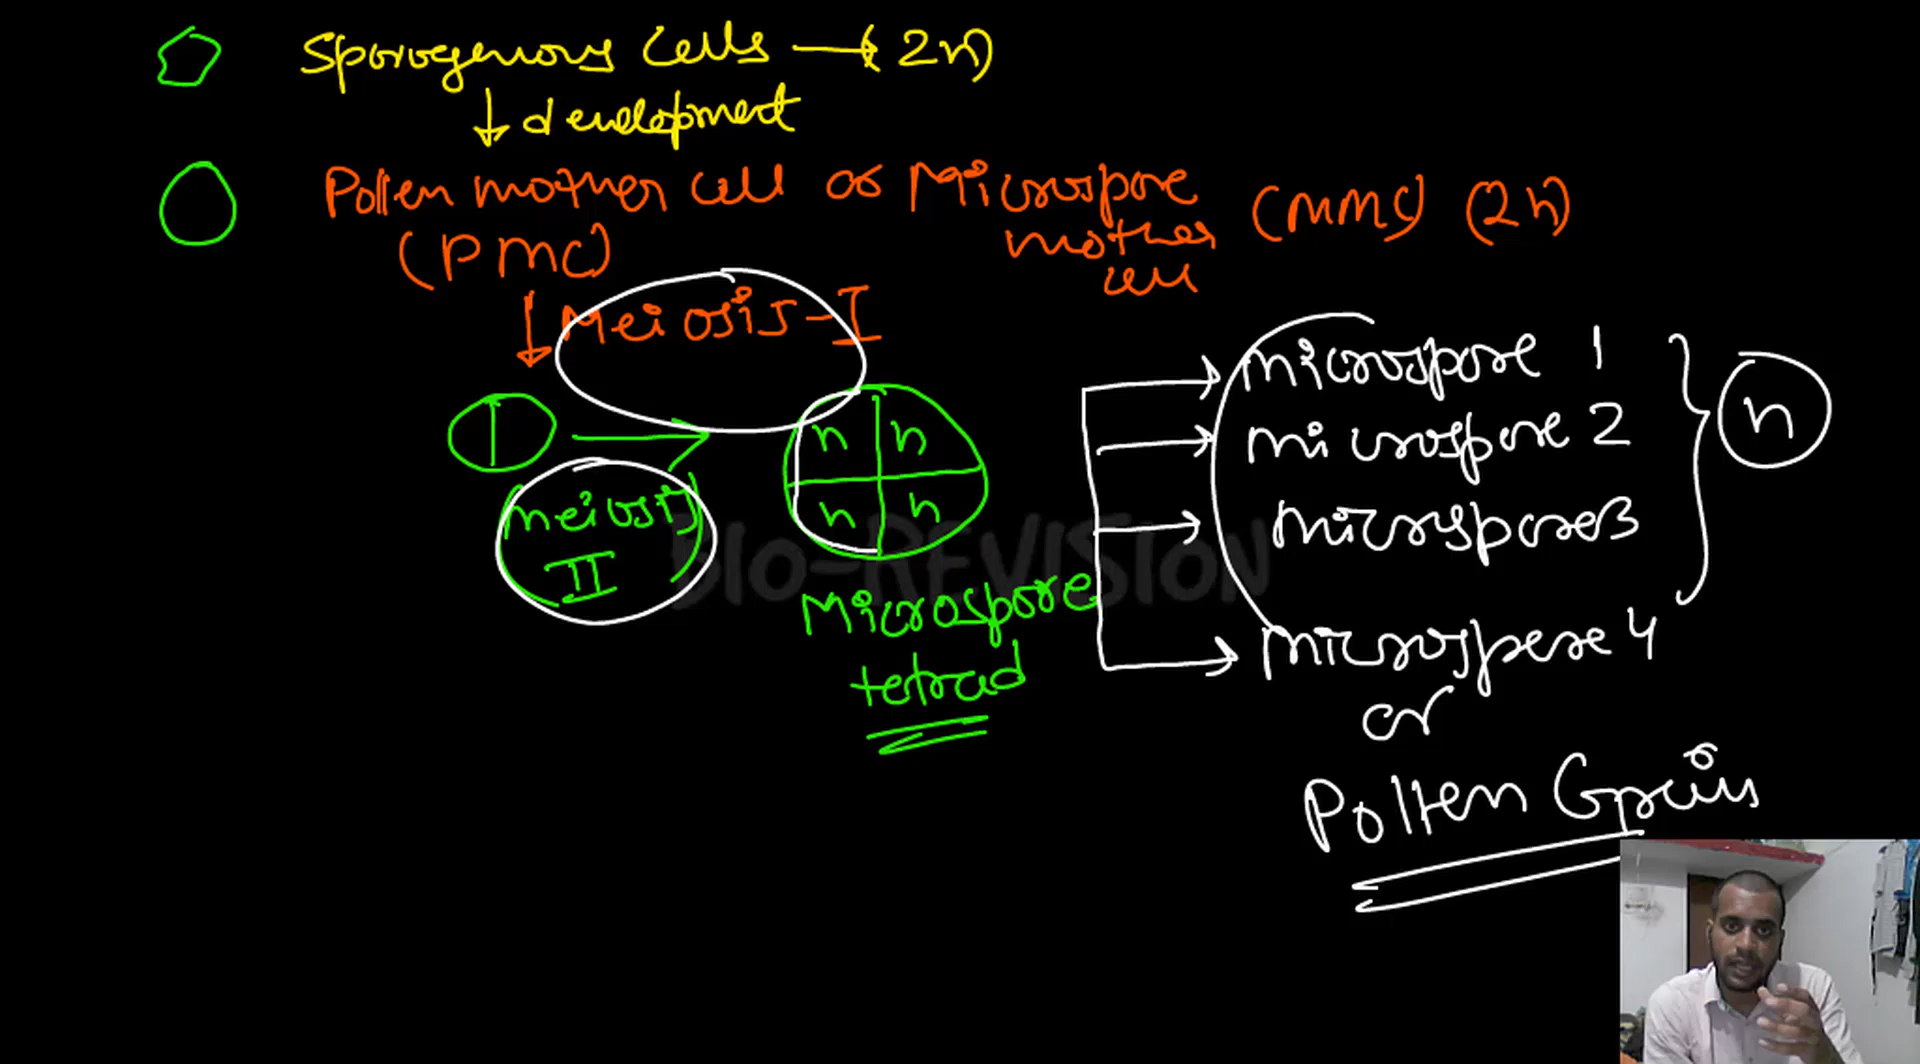 Sporogenous Cells → (2n)
↓ development
Pollen mother cell or Microspore mother cell (MMC) (2n)
(PMC)
↓ Meiosis-I
Meiosis II
n n
n n
Microspore tetrad
microspore 1
microspore 2
microspore 3
microspore 4
n
or
Pollen Grains
Bio-REVISION